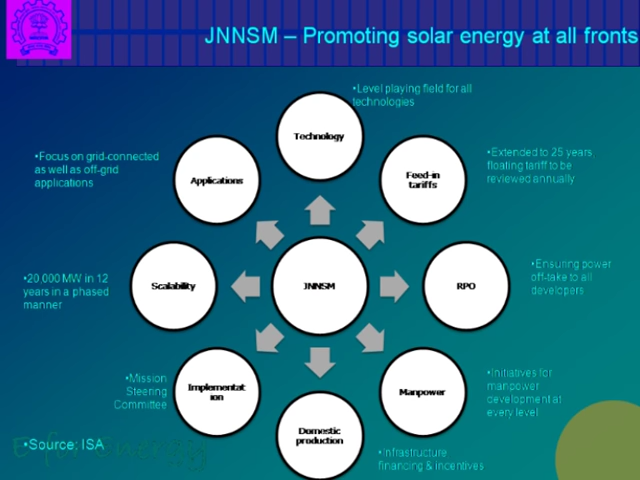 JNNSM – Promoting solar energy at all fronts
•Level playing field for all
technologies
Technology
•Focus on grid-connected
as well as off-grid
applications
Applications
Feed-in
tariffs
•Extended to 25 years,
floating tariff to be
reviewed annually
•20,000 MW in 12
years in a phased
manner
Scalability
JNNSM
RPO
•Ensuring power
off-take to all
developers
•Mission
Steering
Committee
Implementat
ion
Manpower
•Initiatives for
manpower
development at
every level
Domestic
production
•Infrastructure
financing & incentives
•Source: ISA
E for Energy